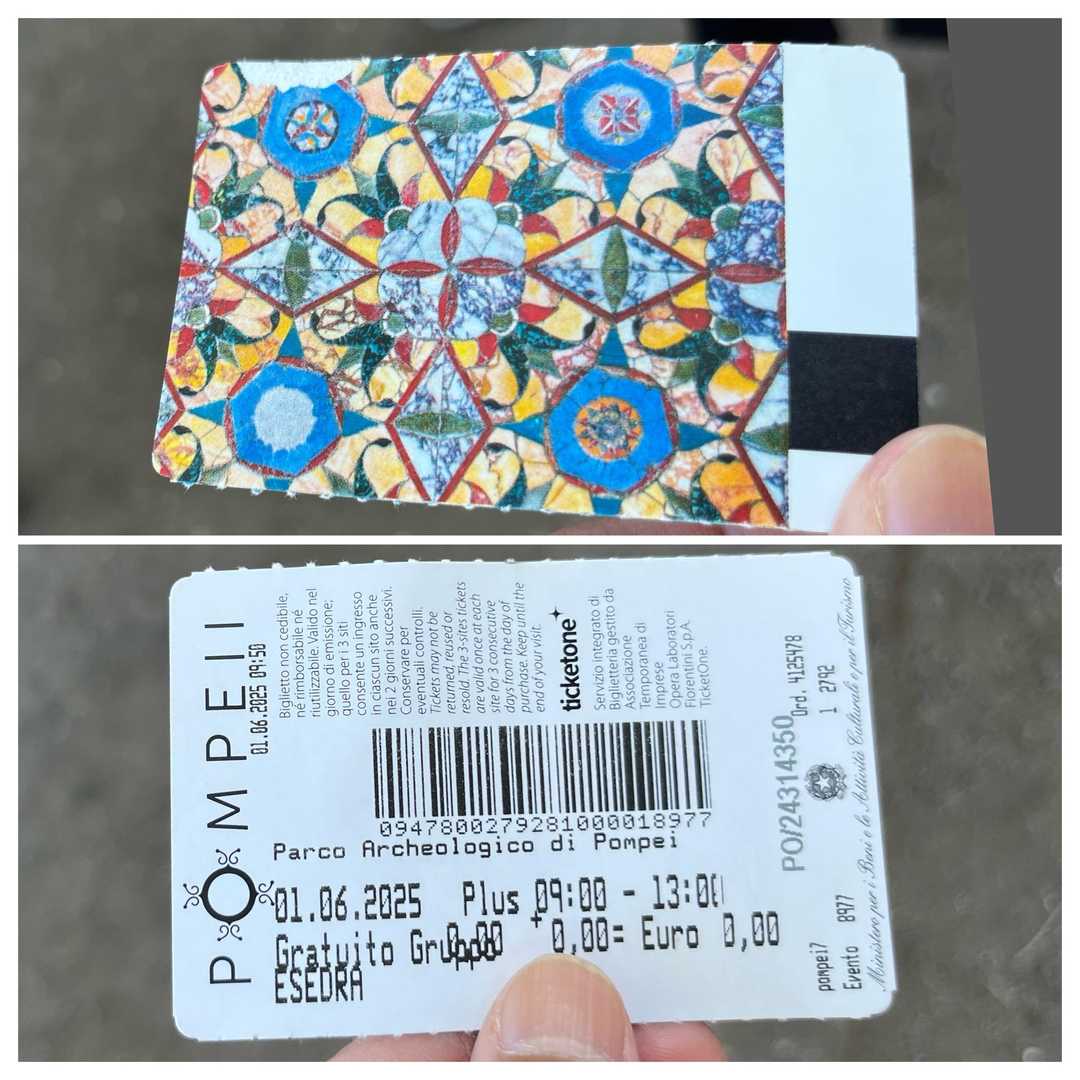 POMPEII
01.06.2025 09:50
Biglietto non cedibile,
né rimborsabile né
riutilizzabile. Valido nel
giorno di emissione;
quello per i 3 siti
consente un ingresso
in ciascun sito anche
nei 2 giorni successivi.
Conservare per
eventuali controlli.
Tickets may not be
returned, reused or
resold. The 3-sites tickets
are valid once at each
site for 3 consecutive
days from the day of
purchase. Keep until the
end of your visit.
ticketone
Servizio integrato di
Biglietteria gestito da
Associazione
Temporanea di
Imprese
Opera Laboratori
Fiorentini S.p.A.
TicketOne.
09478002792810000018977
Parco Archeologico di Pompei
01.06.2025 Plus 09:00 - 13:00
Gratuito Gruppo 0,00 + 0,00= Euro 0,00
ESEDRA
PO/24314350
Ord. 4125478
1 2792
pompei7
Evento 8977
Ministero per i Beni e le Attività Culturali e per il Turismo